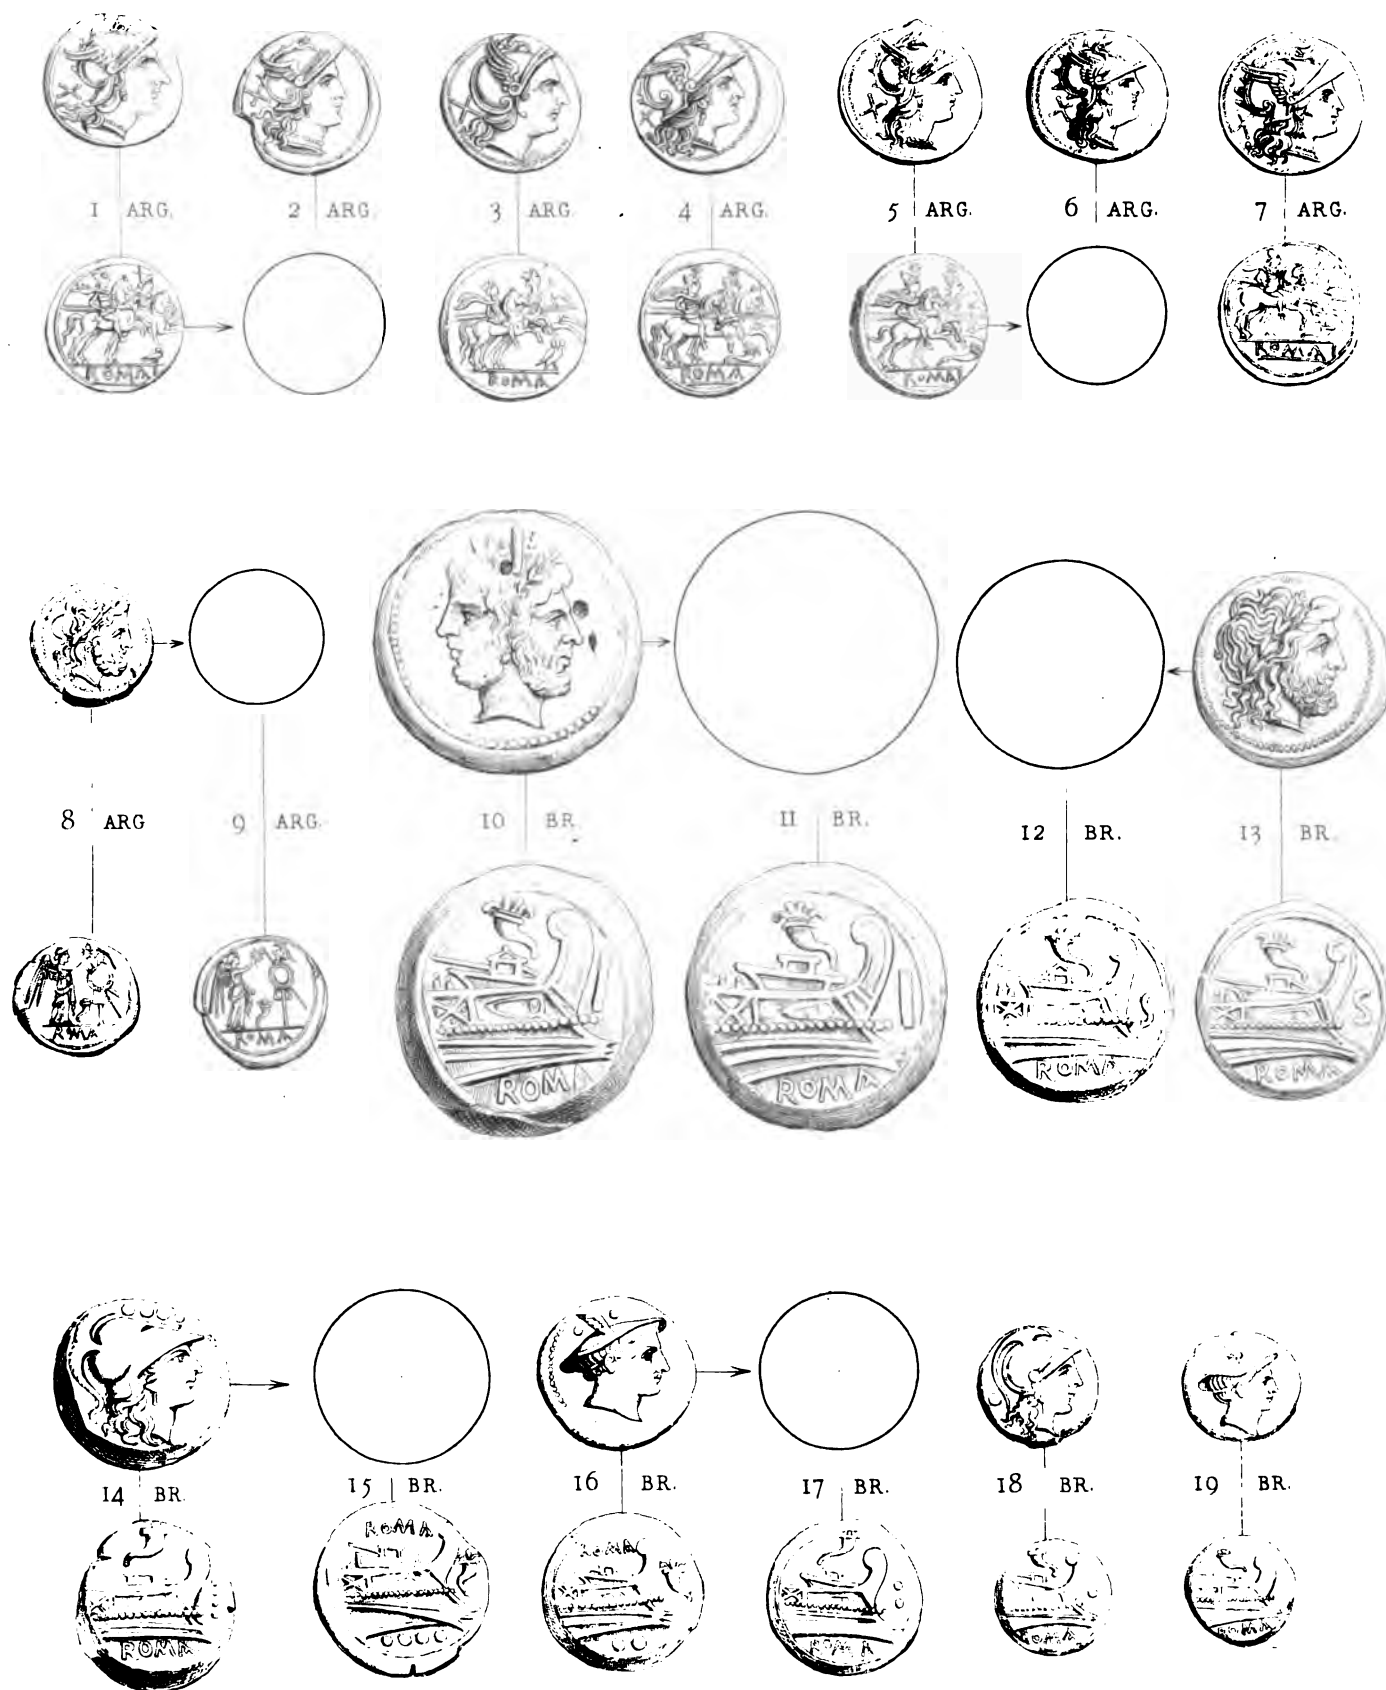 1 ARG. 2 ARG. 3 ARG. 4 ARG. 5 ARG. 6 ARG. 7 ARG.
ROMA ROMA ROMA ROMA ROMA
8 ARG 9 ARG. 10 BR. 11 BR. 12 BR. 13 BR.
S S
ROMA ROMA ROMA ROMA ROMA ROMA
14 BR. 15 BR. 16 BR. 17 BR. 18 BR. 19 BR.
ROMA ROMA
ROMA ROMA ROMA ROMA